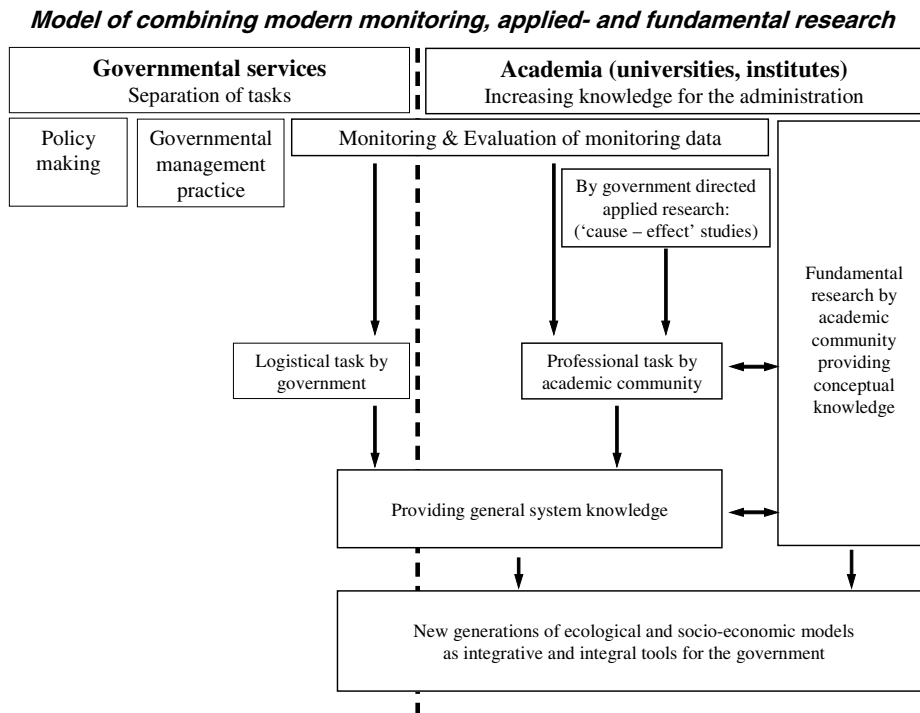 Model of combining modern monitoring, applied- and fundamental research
Governmental services
Separation of tasks
Academia (universities, institutes)
Increasing knowledge for the administration
Policy
making
Governmental
management
practice
Monitoring & Evaluation of monitoring data
By government directed
applied research:
(‘cause – effect’ studies)
Fundamental
research by
academic
community
providing
conceptual
knowledge
Logistical task by
government
Professional task by
academic community
Providing general system knowledge
New generations of ecological and socio-economic models
as integrative and integral tools for the government